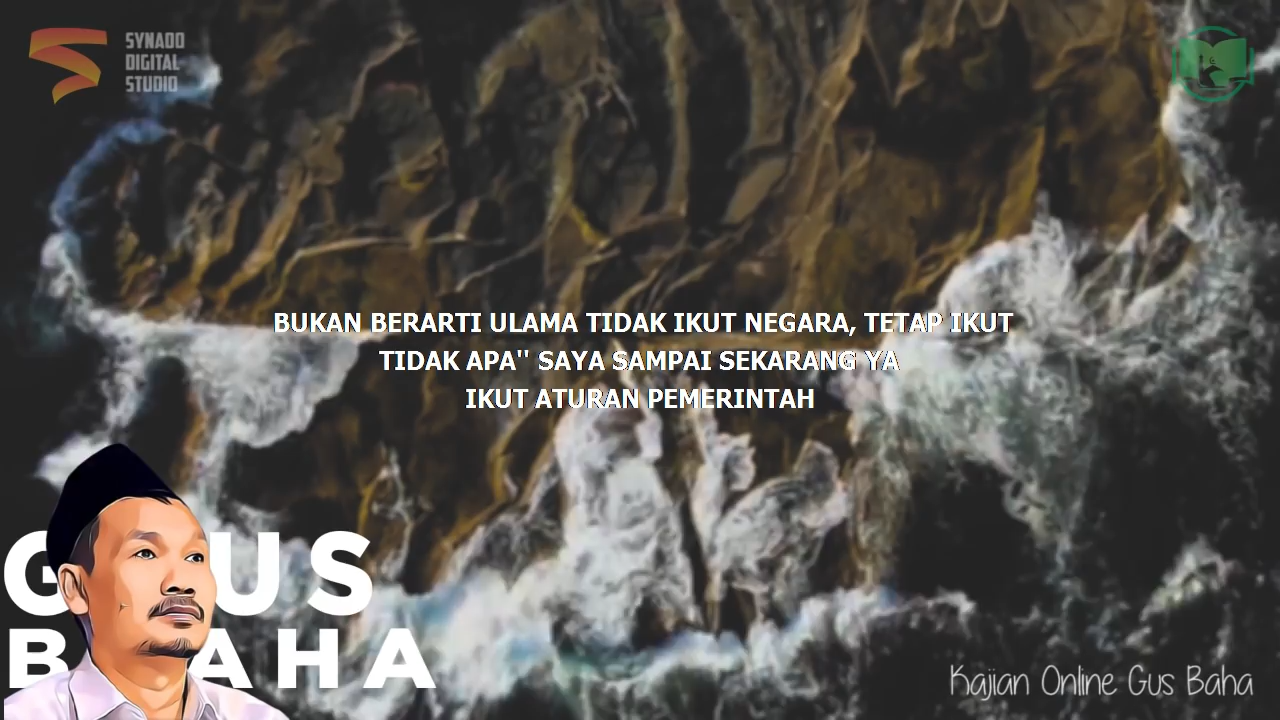 SYNADO
DIGITAL
STUDIO
BUKAN BERARTI ULAMA TIDAK IKUT NEGARA, TETAP IKUT
TIDAK APA'' SAYA SAMPAI SEKARANG YA
IKUT ATURAN PEMERINTAH
GUS
BAHA
Kajian Online Gus Baha